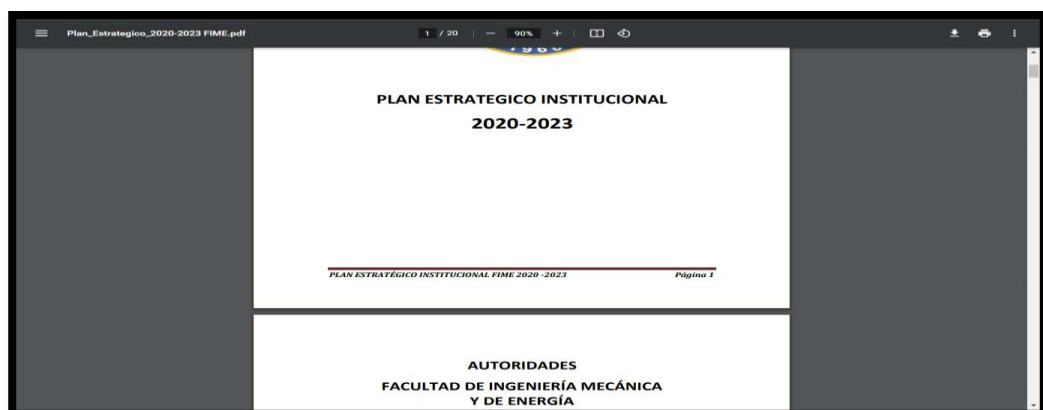 Plan_Estrategico_2020-2023 FIME.pdf 1 / 20 90%
PLAN ESTRATEGICO INSTITUCIONAL
2020-2023
PLAN ESTRATÉGICO INSTITUCIONAL FIME 2020 -2023 Página 1
AUTORIDADES
FACULTAD DE INGENIERÍA MECÁNICA
Y DE ENERGÍA